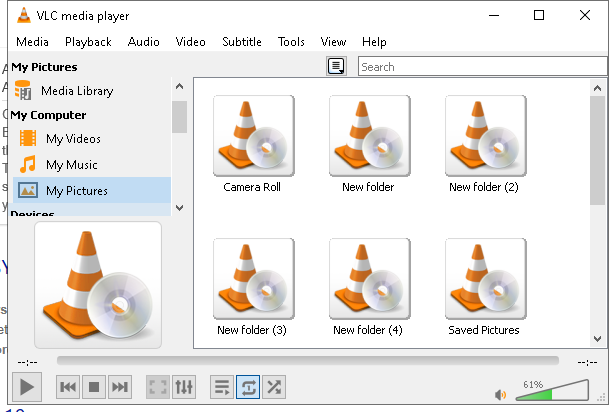 VLC media player
Media Playback Audio Video Subtitle Tools View Help
My Pictures
Search
Media Library
My Computer
My Videos
My Music
My Pictures
Devices
Camera Roll New folder New folder (2)
New folder (3) New folder (4) Saved Pictures
--:-- --:--
61%